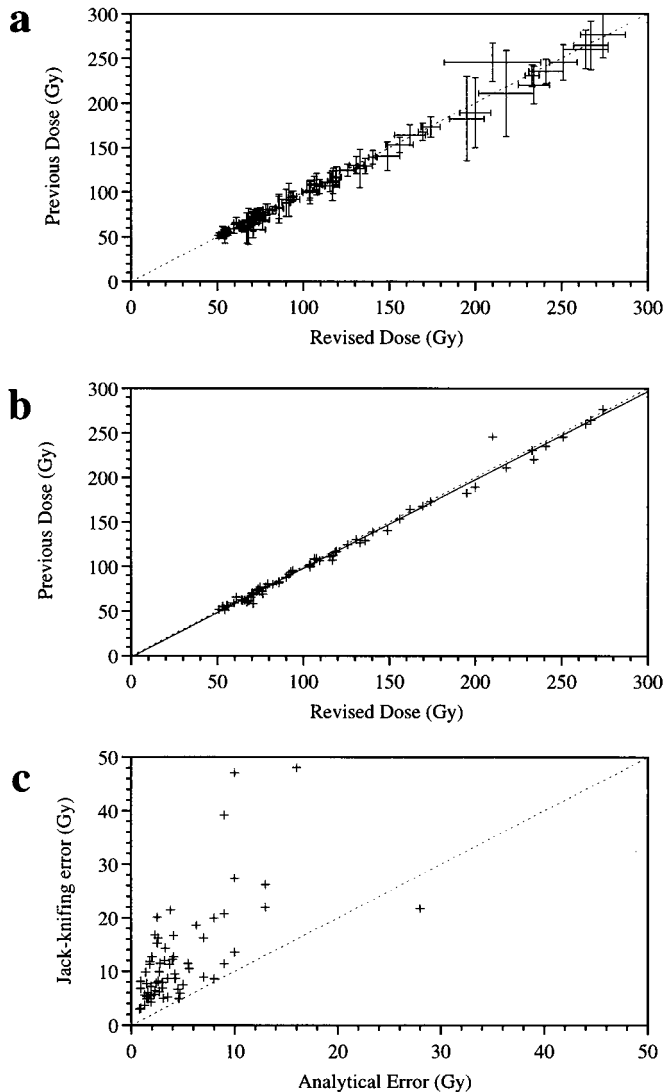 a
300
250
200
150
100
50
0
Previous Dose (Gy)
0 50 100 150 200 250 300
Revised Dose (Gy)
b
300
250
200
150
100
50
0
Previous Dose (Gy)
0 50 100 150 200 250 300
Revised Dose (Gy)
c
50
40
30
20
10
0
Jack-knifing error (Gy)
0 10 20 30 40 50
Analytical Error (Gy)